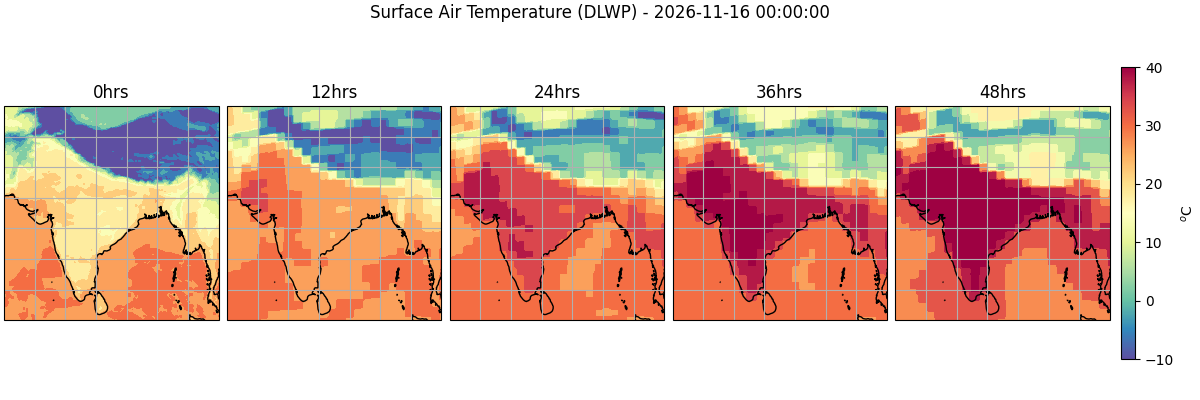 Surface Air Temperature (DLWP) - 2026-11-16 00:00:00
0hrs
12hrs
24hrs
36hrs
48hrs
40
30
20
10
0
−10
°C